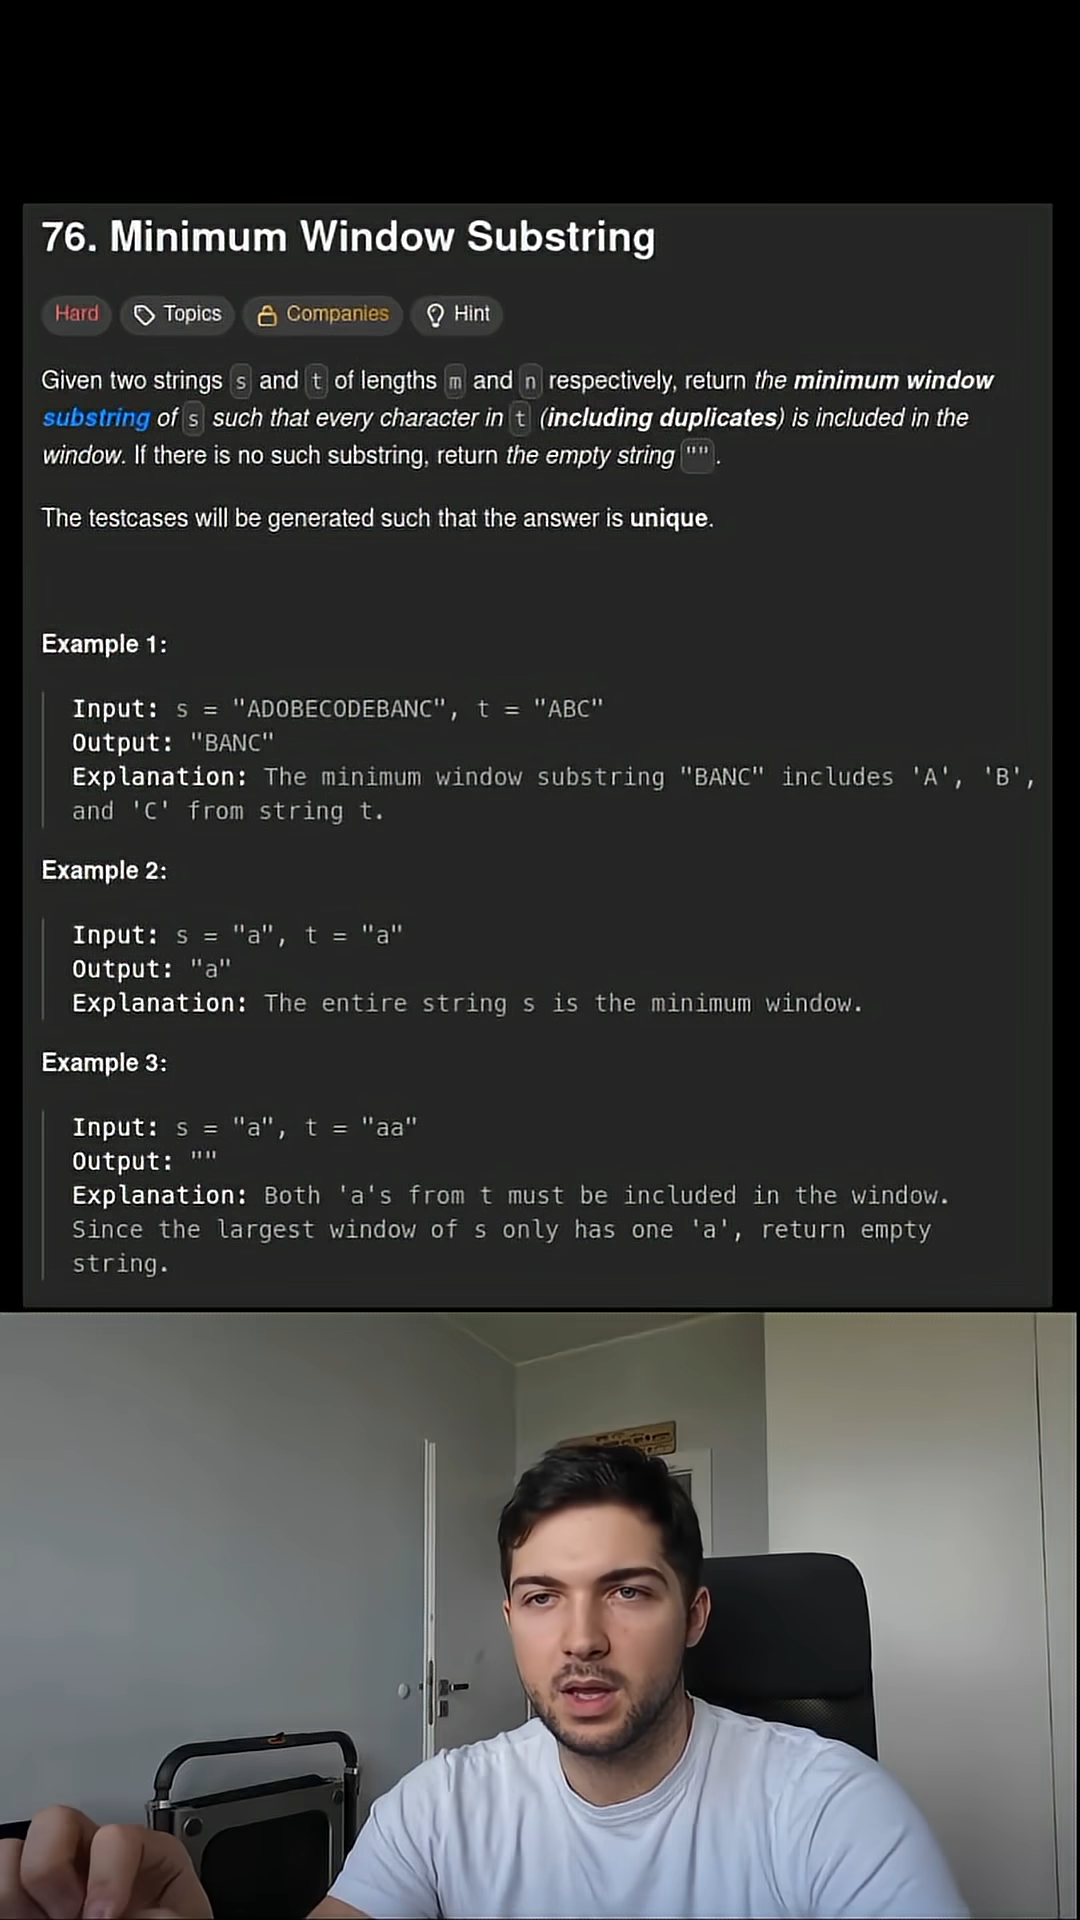 76. Minimum Window Substring
Hard Topics Companies Hint
Given two strings s and t of lengths m and n respectively, return the minimum window
substring of s such that every character in t (including duplicates) is included in the
window. If there is no such substring, return the empty string "".
The testcases will be generated such that the answer is unique.
Example 1:
Input: s = "ADOBECODEBANC", t = "ABC"
Output: "BANC"
Explanation: The minimum window substring "BANC" includes 'A', 'B',
and 'C' from string t.
Example 2:
Input: s = "a", t = "a"
Output: "a"
Explanation: The entire string s is the minimum window.
Example 3:
Input: s = "a", t = "aa"
Output: ""
Explanation: Both 'a's from t must be included in the window.
Since the largest window of s only has one 'a', return empty
string.